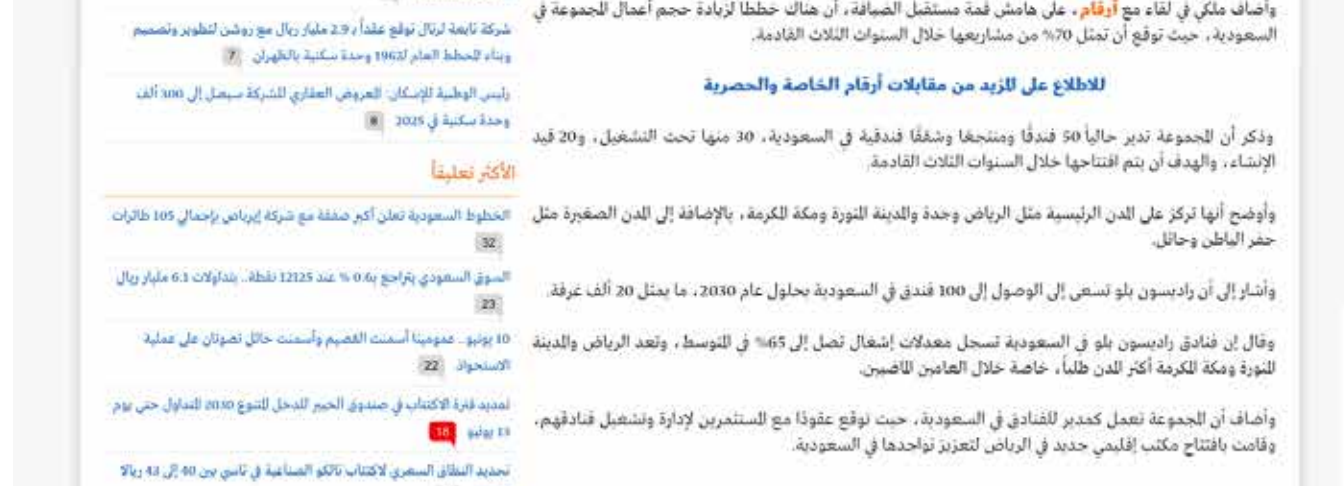 وأضاف ملكي في لقاء مع أرقام، على هامش قمة مستقبل الضيافة، أن هناك خططًا لزيادة حجم أعمال المجموعة في
السعودية، حيث توقع أن تمثل 70% من مشاريعها خلال السنوات الثلاث القادمة.
للاطلاع على المزيد من مقابلات أرقام الخاصة والحصرية
وذكر أن المجموعة تدير حالياً 50 فندقًا ومنتجعًا وشققًا فندقية في السعودية، 30 منها تحت التشغيل، و20 قيد
الإنشاء، والهدف أن يتم افتتاحها خلال السنوات الثلاث القادمة.
وأوضح أنها تركز على المدن الرئيسية مثل الرياض وجدة والمدينة المنورة ومكة المكرمة، بالإضافة إلى المدن الصغيرة مثل
حفر الباطن وحائل.
وأشار إلى أن راديسون بلو تسعى إلى الوصول إلى 100 فندق في السعودية بحلول عام 2030، ما يمثل 20 ألف غرفة.
وقال إن فنادق راديسون بلو في السعودية تسجل معدلات إشغال تصل إلى 65% في المتوسط، وتعد الرياض والمدينة
المنورة ومكة المكرمة أكثر المدن طلباً، خاصة خلال العامين الماضيين.
وأضاف أن المجموعة تعمل كمدير للفنادق في السعودية، حيث توقع عقودًا مع المستثمرين لإدارة وتشغيل فنادقهم،
وقامت بافتتاح مكتب إقليمي جديد في الرياض لتعزيز تواجدها في السعودية.
شركة تابعة لرتال توقع عقداً بـ 2.9 مليار ريال مع روشن لتطوير وتصميم
وبناء المخطط العام لـ1962 وحدة سكنية بالظهران 7
رئيس الوطنية للإسكان: المعروض العقاري للشركة سيصل إلى 300 ألف
وحدة سكنية في 2025 8
الأكثر تعليقاً
الخطوط السعودية تعلن أكبر صفقة مع شركة إيرباص بإجمالي 105 طائرات
32
السوق السعودي يتراجع بـ0.6 % عند 12125 نقطة.. بتداولات 6.1 مليار ريال
23
10 يونيو.. عموميتا أسمنت القصيم وأسمنت حائل تصوتان على عملية
الاستحواذ 22
تمديد فترة الاكتتاب في صندوق الخبير للدخل المتنوع 2030 المتداول حتى يوم
13 يونيو 18
تحديد النطاق السعري لاكتتاب تالكو الصناعية في تاسي بين 40 إلى 43 ريالا